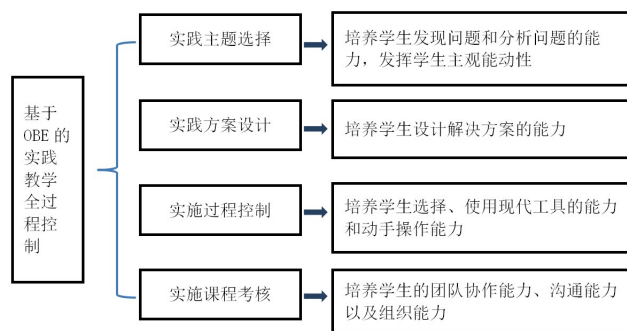 基于
OBE 的
实践
教学
全过
程控
制
实践主题选择
培养学生发现问题和分析问题的能
力，发挥学生主观能动性
实践方案设计
培养学生设计解决方案的能力
实施过程控制
培养学生选择、使用现代工具的能力
和动手操作能力
实施课程考核
培养学生的团队协作能力、沟通能力
以及组织能力